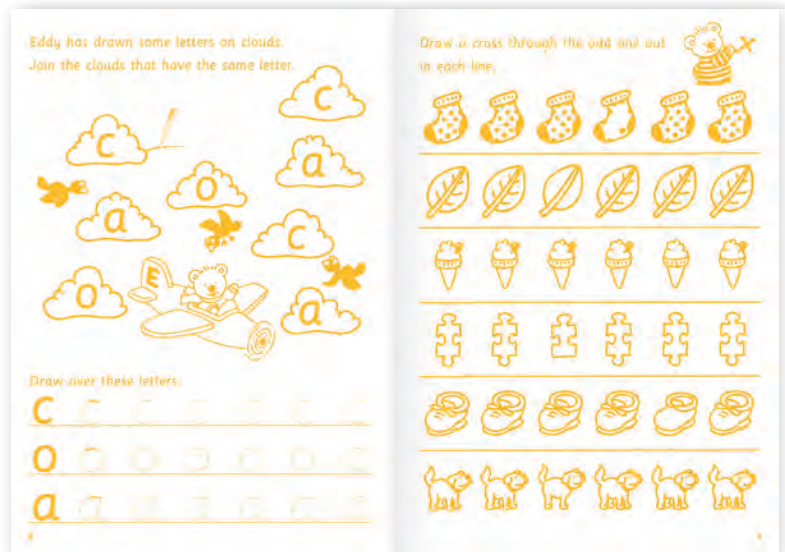 Eddy has drawn some letters on clouds.
Join the clouds that have the same letter.
c
c
a
o
a
c
E
o
a
Draw over these letters:
c c c c c c c c
o o o o o o o o
a a a a a a a a
Draw a cross through the odd one out
in each line.